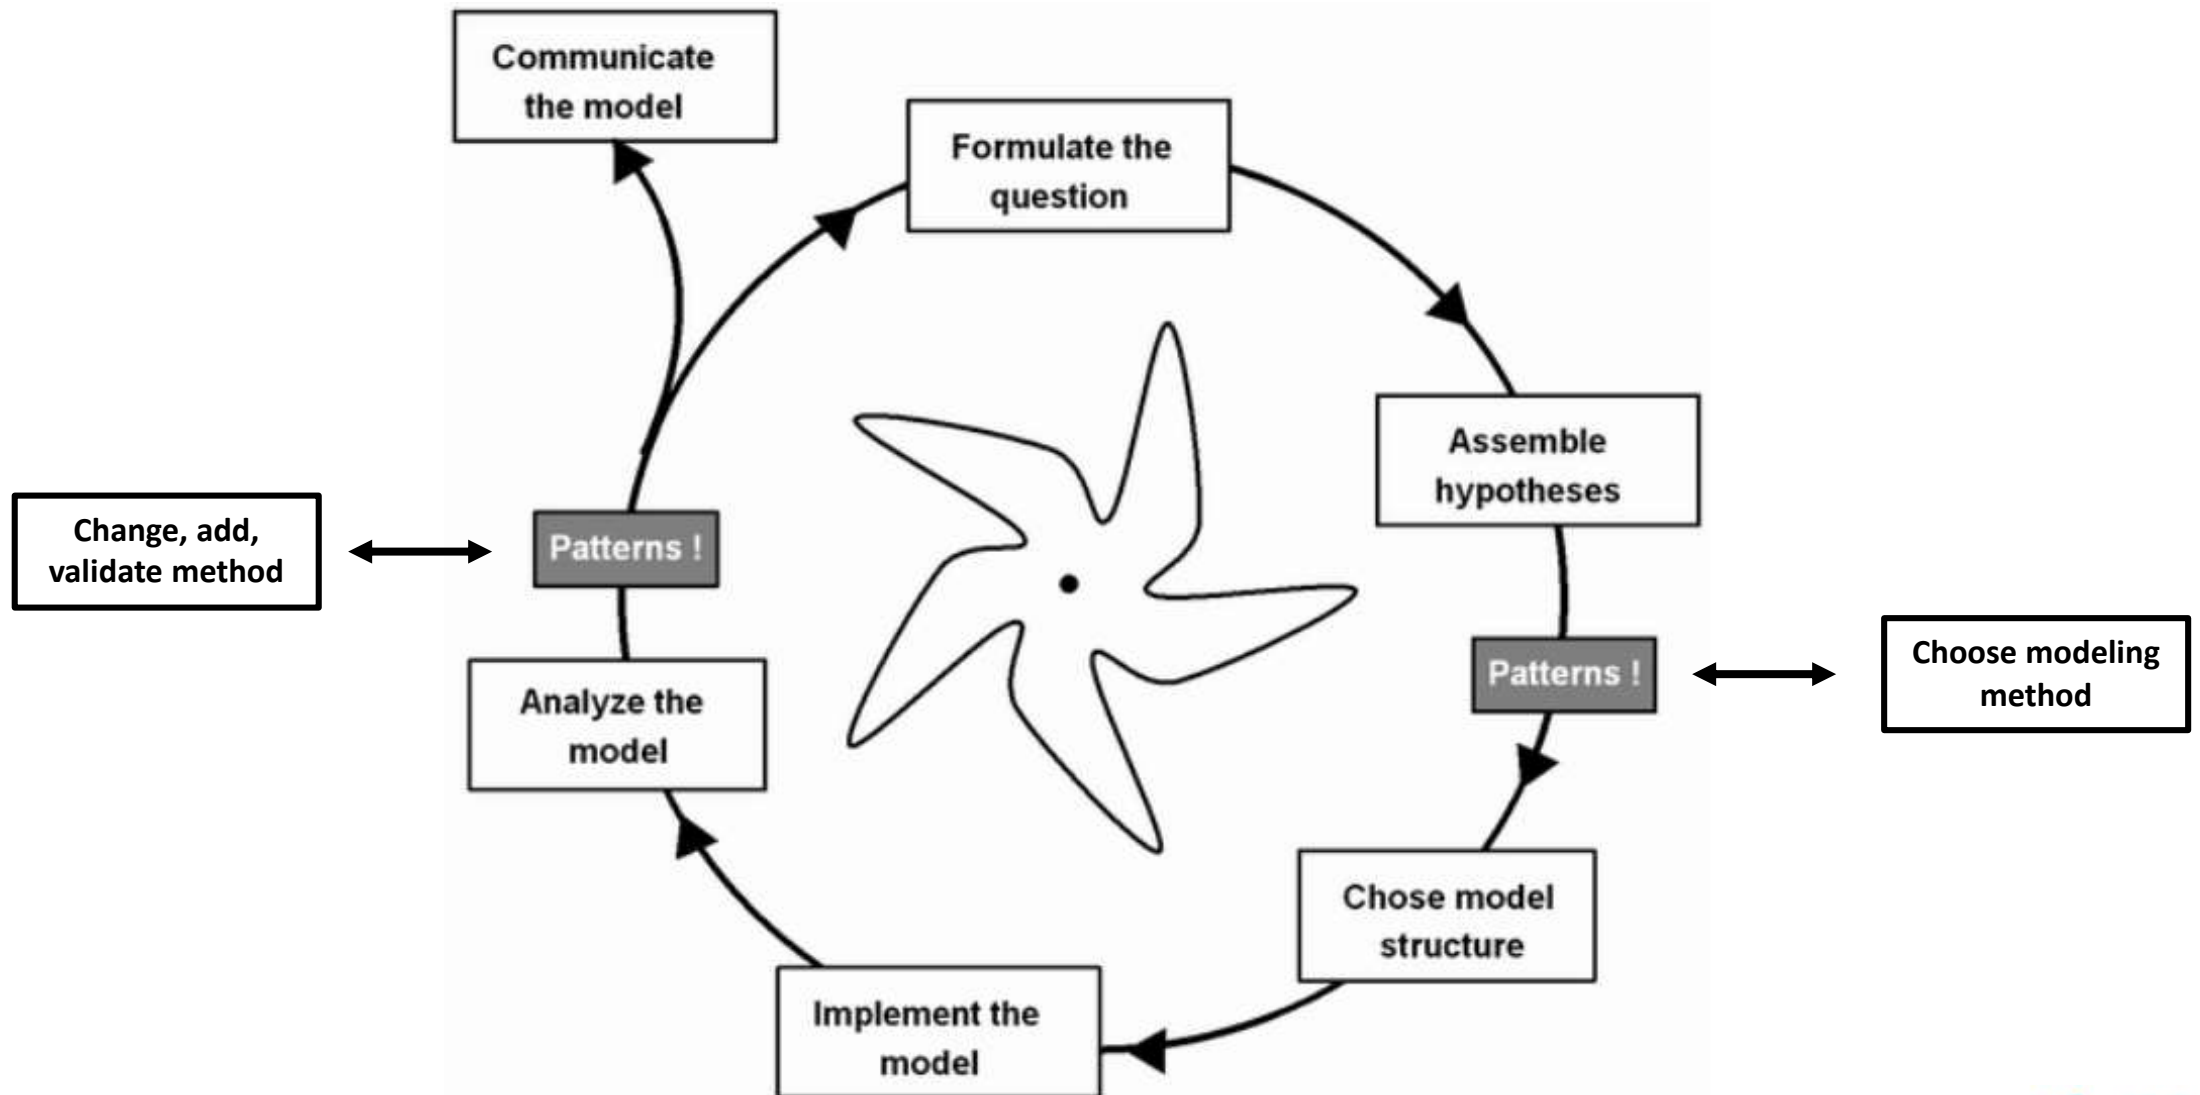 Communicate
the model
Formulate the
question
Assemble
hypotheses
Change, add,
validate method
Patterns !
Patterns !
Choose modeling
method
Analyze the
model
Chose model
structure
Implement the
model